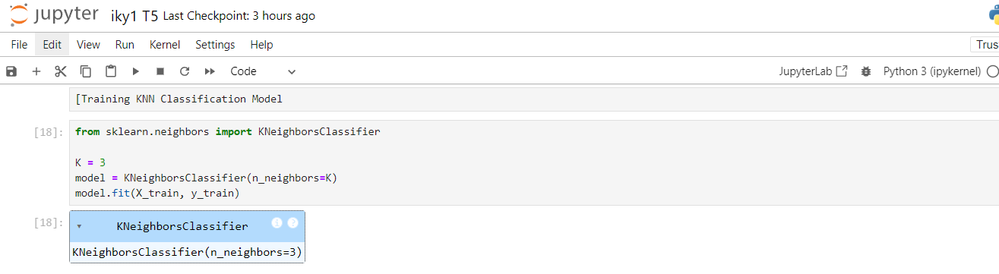 jupyter iky1 T5 Last Checkpoint: 3 hours ago
File Edit View Run Kernel Settings Help
Trus
Code JupyterLab Python 3 (ipykernel)
[Training KNN Classification Model
[18]: from sklearn.neighbors import KNeighborsClassifier
K = 3
model = KNeighborsClassifier(n_neighbors=K)
model.fit(X_train, y_train)
[18]: KNeighborsClassifier i ?
KNeighborsClassifier(n_neighbors=3)